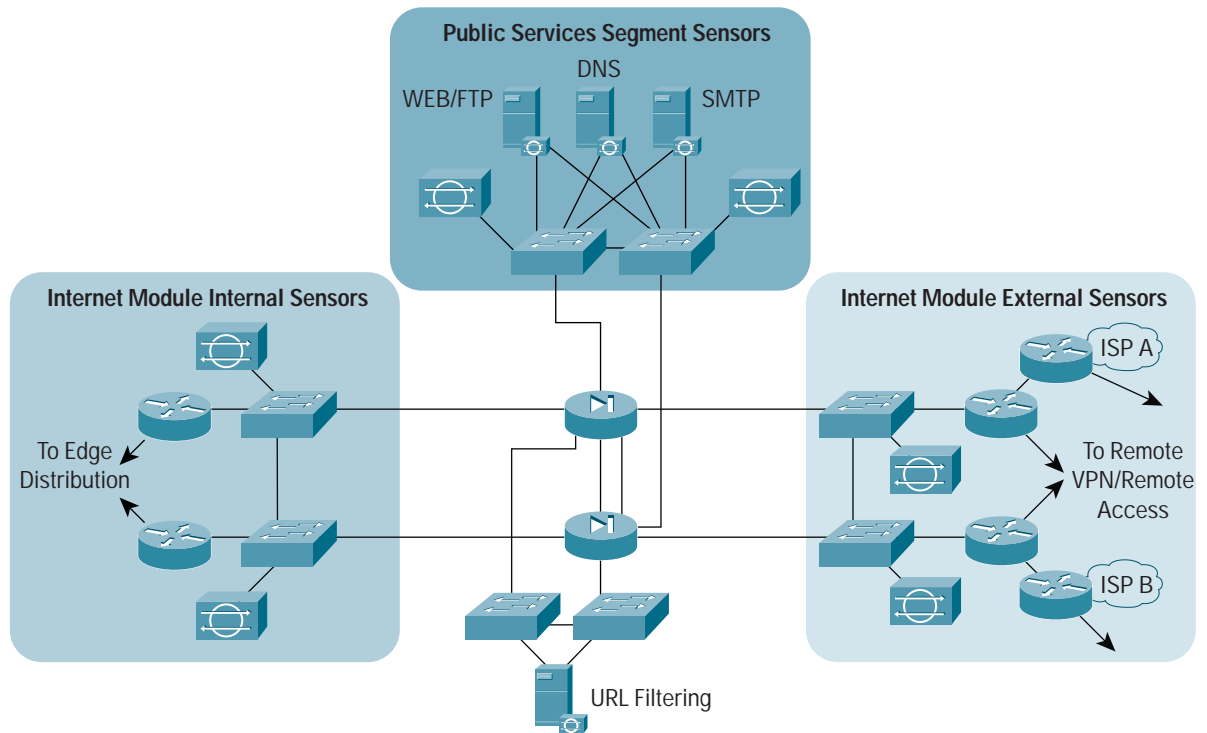 Public Services Segment Sensors
DNS
WEB/FTP
SMTP
Internet Module Internal Sensors
To Edge
Distribution
Internet Module External Sensors
ISP A
To Remote
VPN/Remote
Access
ISP B
URL Filtering